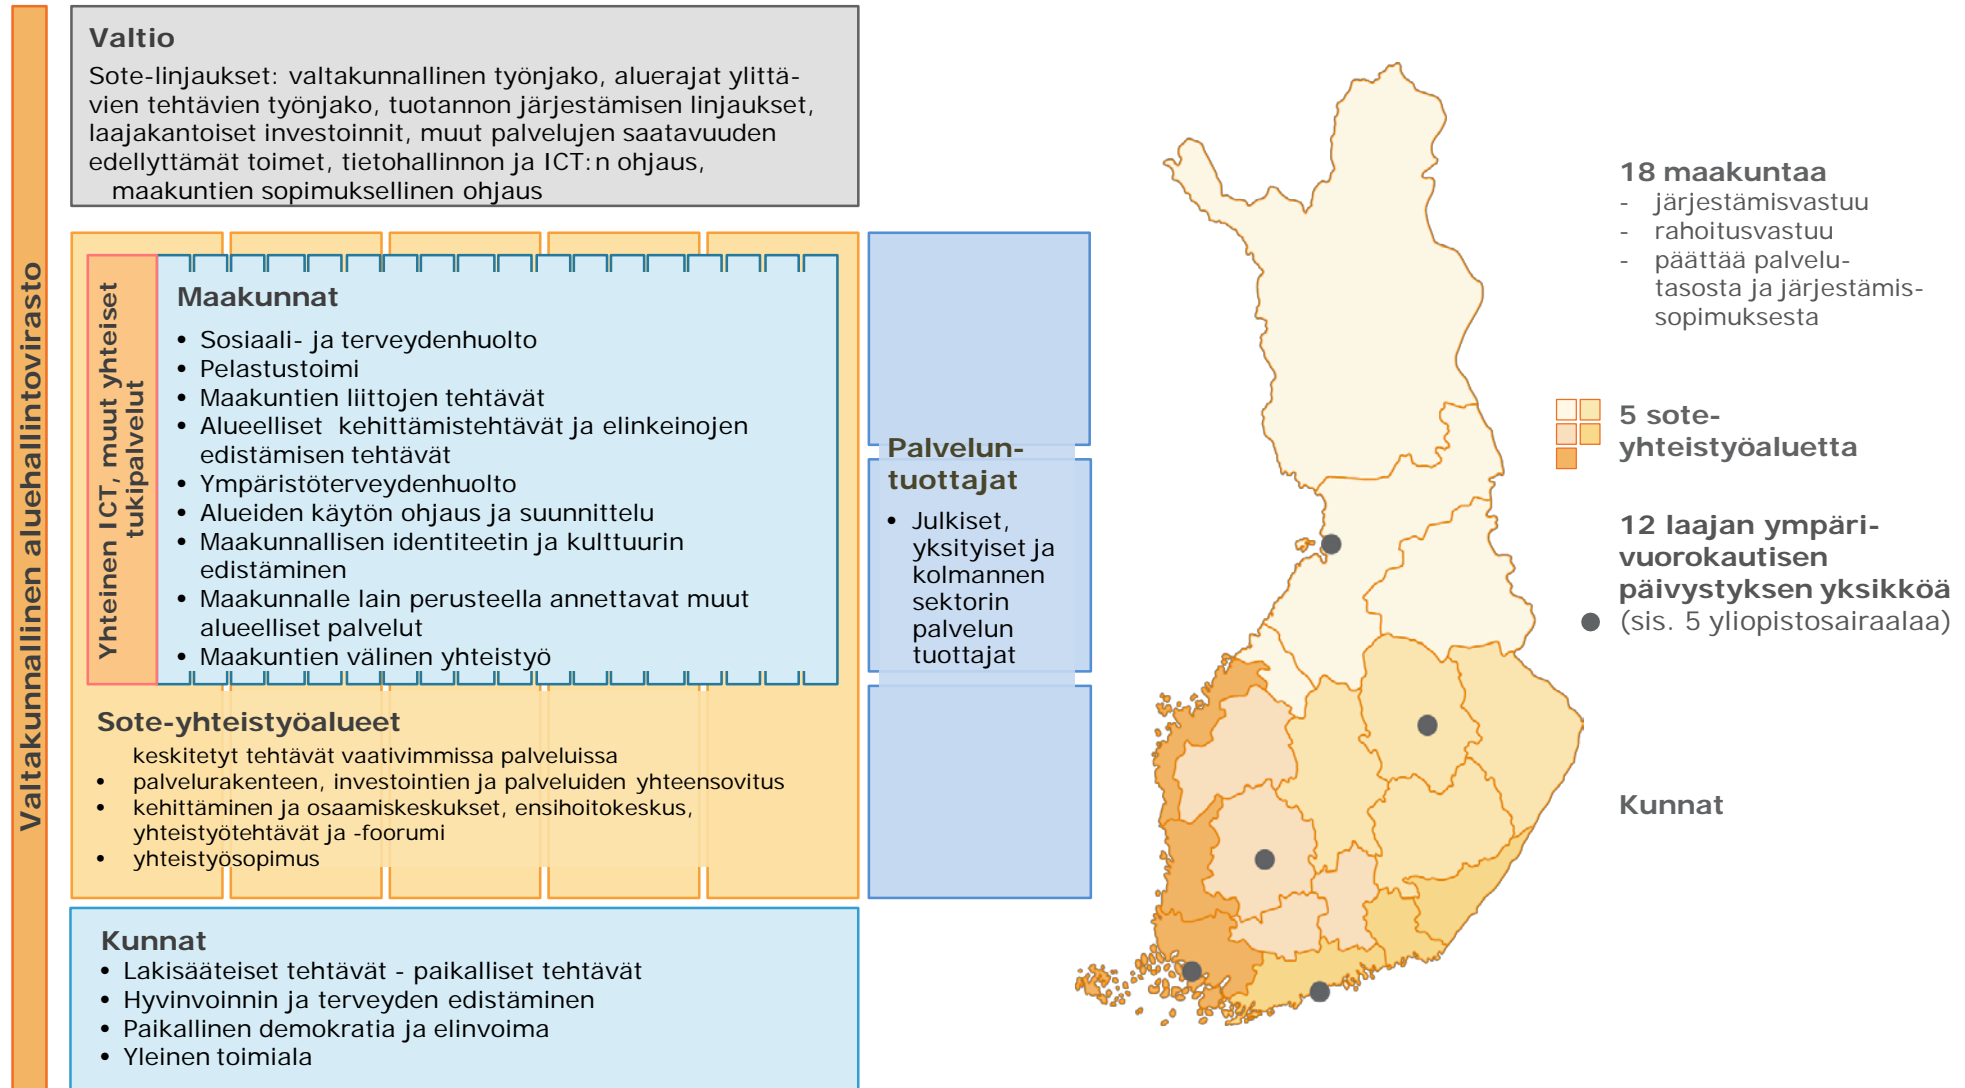 Valtakunnallinen aluehallintovirasto
Valtio
Sote-linjaukset: valtakunnallinen työnjako, aluerajat ylittä-
vien tehtävien työnjako, tuotannon järjestämisen linjaukset,
laajakantoiset investoinnit, muut palvelujen saatavuuden
edellyttämät toimet, tietohallinnon ja ICT:n ohjaus,
maakuntien sopimuksellinen ohjaus
Yhteinen ICT, muut yhteiset
tukipalvelut
Maakunnat
• Sosiaali- ja terveydenhuolto
• Pelastustoimi
• Maakuntien liittojen tehtävät
• Alueelliset kehittämistehtävät ja elinkeinojen
edistämisen tehtävät
• Ympäristöterveydenhuolto
• Alueiden käytön ohjaus ja suunnittelu
• Maakunnallisen identiteetin ja kulttuurin
edistäminen
• Maakunnalle lain perusteella annettavat muut
alueelliset palvelut
• Maakuntien välinen yhteistyö
Sote-yhteistyöalueet
keskitetyt tehtävät vaativimmissa palveluissa
• palvelurakenteen, investointien ja palveluiden yhteensovitus
• kehittäminen ja osaamiskeskukset, ensihoitokeskus,
yhteistyötehtävät ja -foorumi
• yhteistyösopimus
Palvelun-
tuottajat
• Julkiset,
yksityiset ja
kolmannen
sektorin
palvelun
tuottajat
Kunnat
• Lakisääteiset tehtävät - paikalliset tehtävät
• Hyvinvoinnin ja terveyden edistäminen
• Paikallinen demokratia ja elinvoima
• Yleinen toimiala
18 maakuntaa
- järjestämisvastuu
- rahoitusvastuu
- päättää palvelu-
tasosta ja järjestämis-
sopimuksesta
5 sote-
yhteistyöaluetta
12 laajan ympäri-
vuorokautisen
päivystyksen yksikköä
(sis. 5 yliopistosairaalaa)
Kunnat